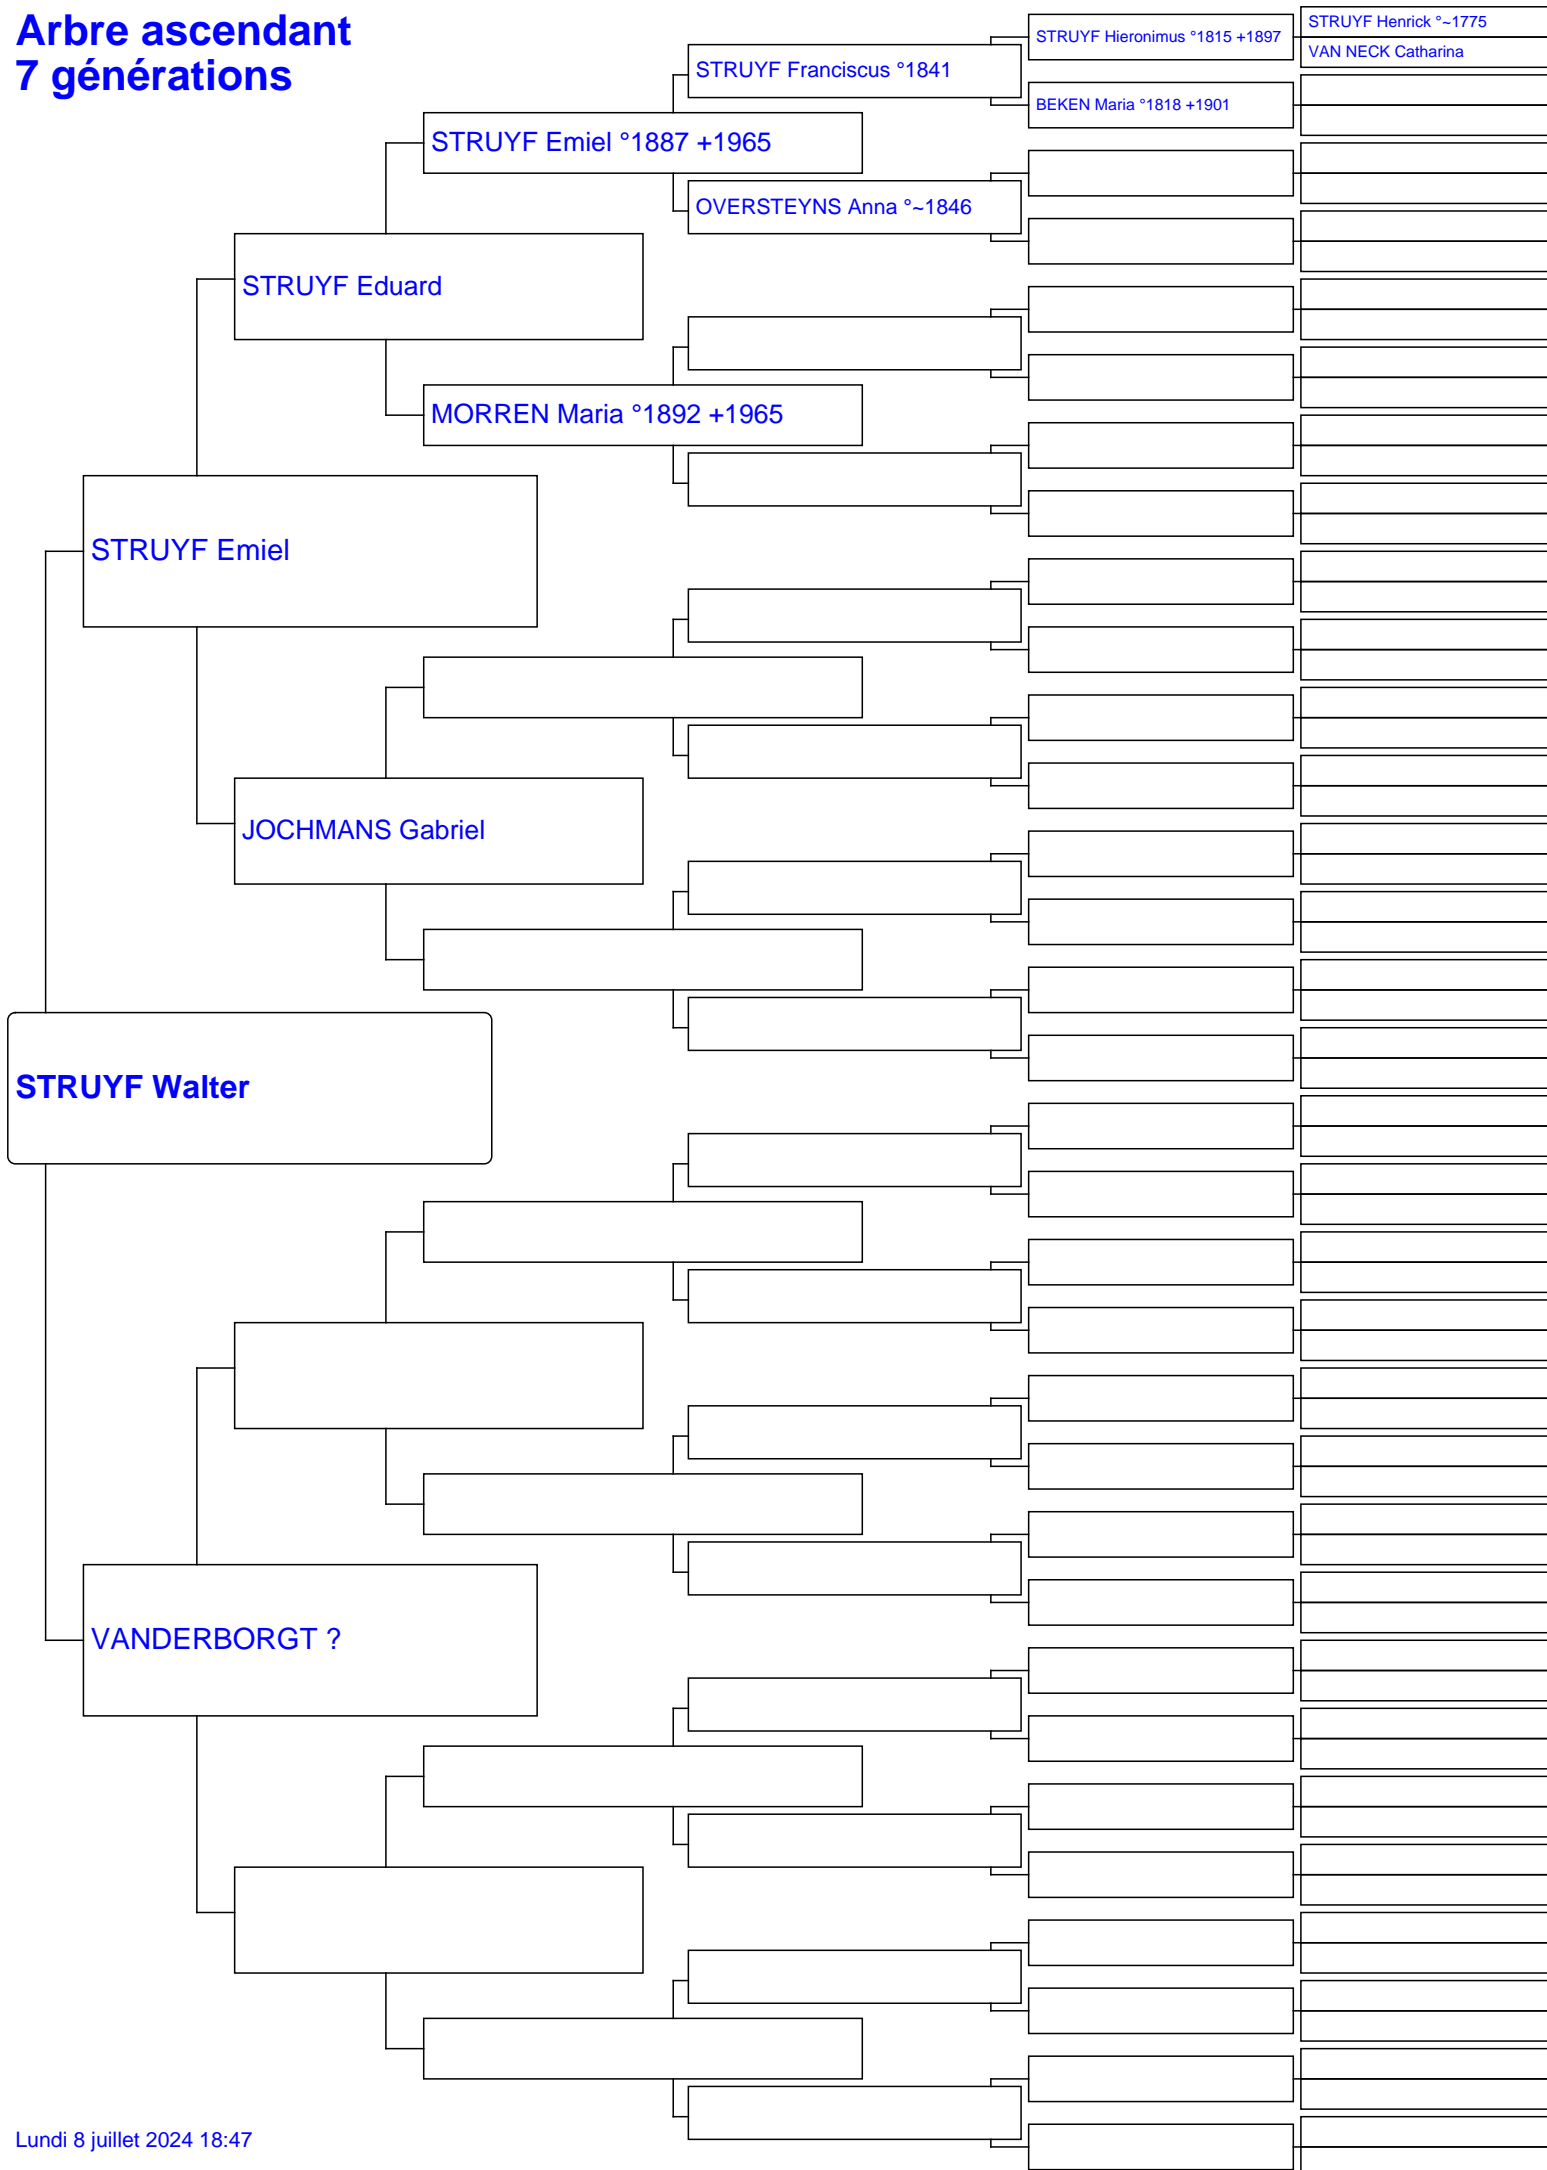 Arbre ascendant
7 générations
STRUYF Henrick °~1775
STRUYF Hieronimus °1815 +1897
VAN NECK Catharina
STRUYF Franciscus °1841
BEKEN Maria °1818 +1901
STRUYF Emiel °1887 +1965
OVERSTEYNS Anna °~1846
STRUYF Eduard
MORREN Maria °1892 +1965
STRUYF Emiel
JOCHMANS Gabriel
STRUYF Walter
VANDERBORGT ?
Lundi 8 juillet 2024 18:47